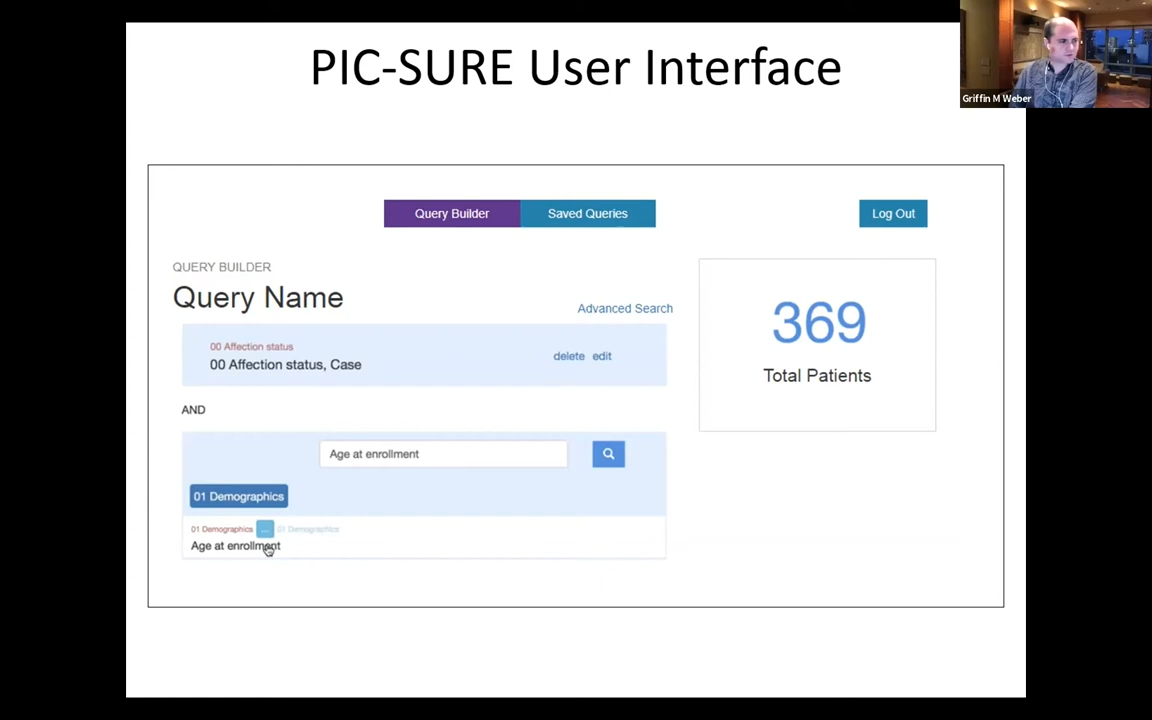 PIC-SURE User Interface
Griffin M Weber
Query Builder
Saved Queries
Log Out
QUERY BUILDER
Query Name
Advanced Search
00 Affection status
00 Affection status, Case
delete edit
369
Total Patients
AND
Age at enrollment
01 Demographics
01 Demographics ... 01 Demographics
Age at enrollment